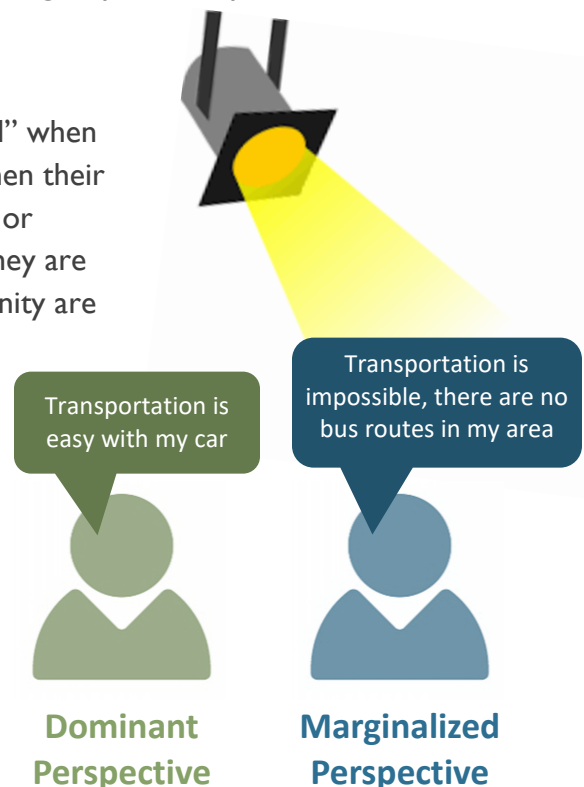 l” when
hen their
or
hey are
nity are
Transportation is
easy with my car
Transportation is
impossible, there are no
bus routes in my area
Dominant
Perspective
Marginalized
Perspective